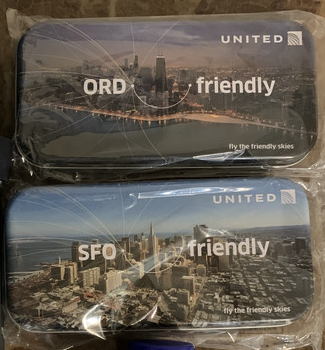 UNITED
ORD friendly
fly the friendly skies
UNITED
SFO friendly
fly the friendly skies